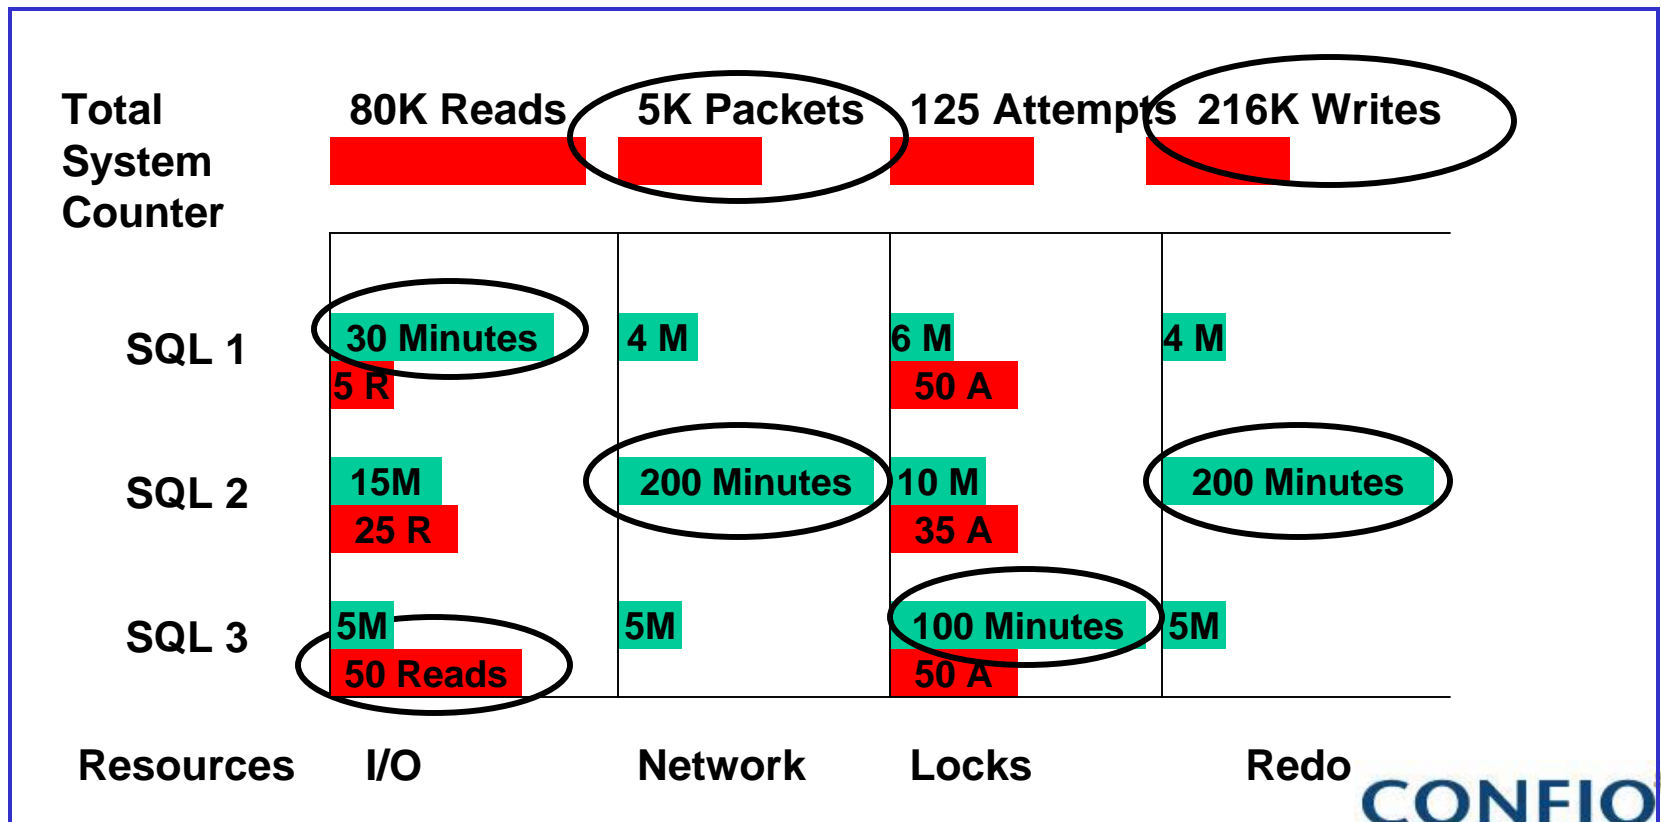 Total System Counter
80K Reads 5K Packets 125 Attempts 216K Writes
SQL 1
30 Minutes 4 M 6 M 4 M
5 R 50 A
SQL 2
15M 200 Minutes 10 M 200 Minutes
25 R 35 A
SQL 3
5M 5M 100 Minutes 5M
50 Reads 50 A
Resources I/O Network Locks Redo
CONFIO